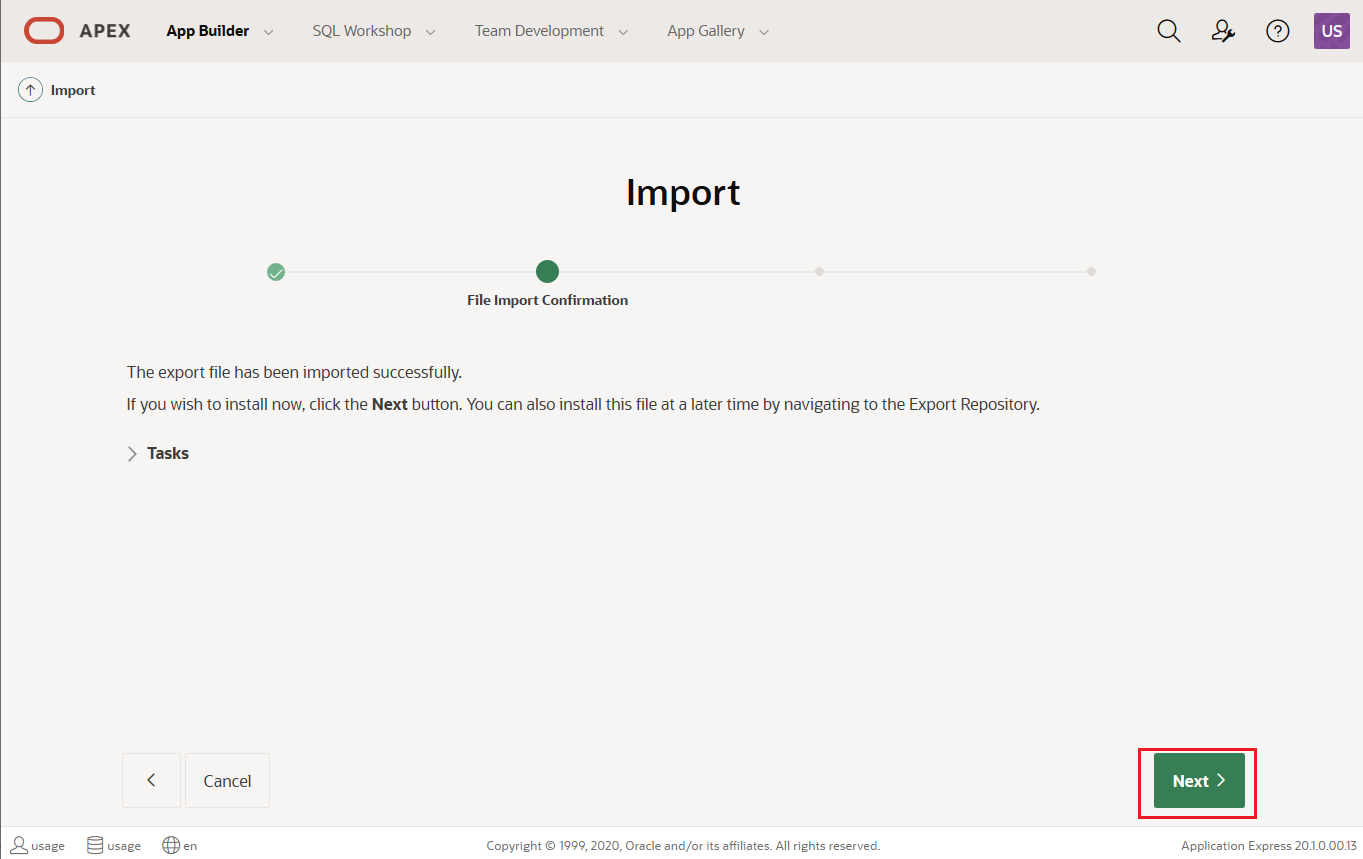 APEX App Builder SQL Workshop Team Development App Gallery ? US
Import
Import
File Import Confirmation
The export file has been imported successfully.
If you wish to install now, click the Next button. You can also install this file at a later time by navigating to the Export Repository.
Tasks
Cancel Next
usage usage en Copyright © 1999, 2020, Oracle and/or its affiliates. All rights reserved. Application Express 20.1.0.00.13